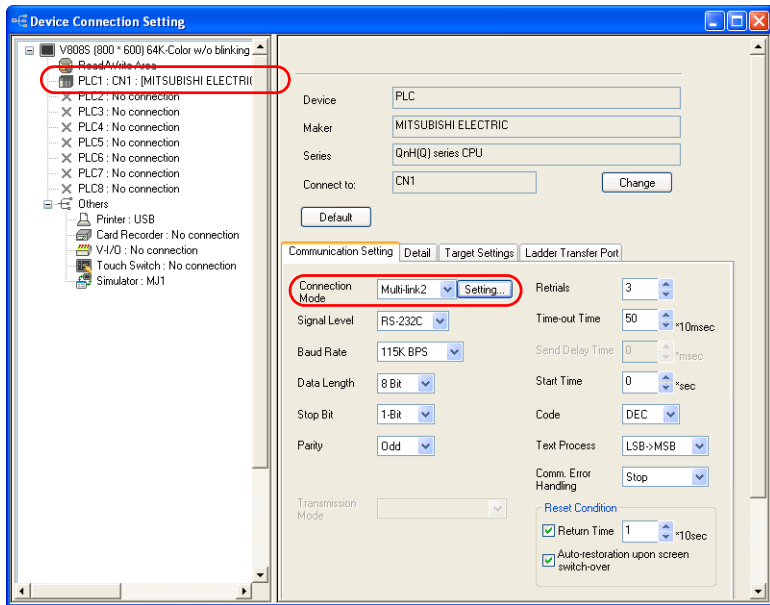 Device Connection Setting
V808S (800 * 600) 64K-Color w/o blinking
Read/Write Area
PLC1 : CN1 : [MITSUBISHI ELECTRIC
PLC2 : No connection
PLC3 : No connection
PLC4 : No connection
PLC5 : No connection
PLC6 : No connection
PLC7 : No connection
PLC8 : No connection
Others
Printer : USB
Card Recorder : No connection
V-I/O : No connection
Touch Switch : No connection
Simulator : MJ1
Device PLC
Maker MITSUBISHI ELECTRIC
Series QnH(Q) series CPU
Connect to: CN1 Change
Default
Communication Setting Detail Target Settings Ladder Transfer Port
Connection Mode Multi-link2 Setting...
Signal Level RS-232C
Baud Rate 115K BPS
Data Length 8 Bit
Stop Bit 1-Bit
Parity Odd
Transmission Mode
Retrials 3
Time-out Time 50 *10msec
Send Delay Time 0 *msec
Start Time 0 *sec
Code DEC
Text Process LSB->MSB
Comm. Error Handling Stop
Reset Condition
Return Time 1 *10sec
Auto-restoration upon screen
switch-over